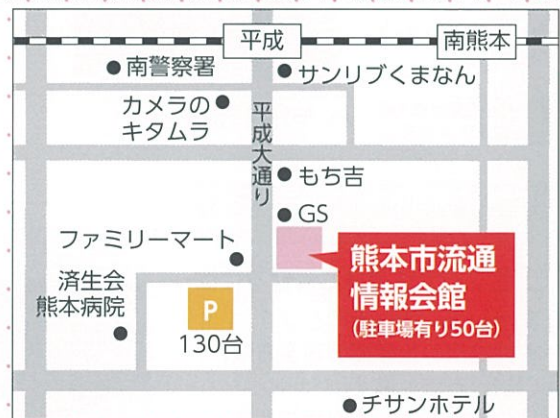 平成
南熊本
南警察署
サンリブくまなん
カメラの
キタムラ
平成大通り
もち吉
GS
ファミリーマート
熊本市流通
情報会館
(駐車場有り50台)
済生会
熊本病院
P
130台
チサンホテル